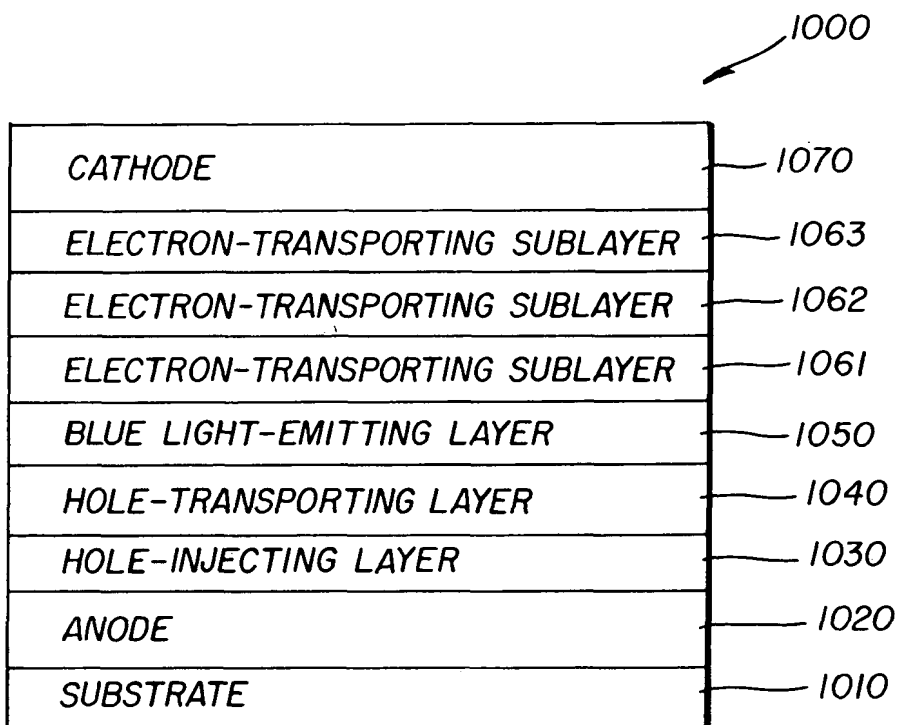 1000
CATHODE 1070
ELECTRON-TRANSPORTING SUBLAYER 1063
ELECTRON-TRANSPORTING SUBLAYER 1062
ELECTRON-TRANSPORTING SUBLAYER 1061
BLUE LIGHT-EMITTING LAYER 1050
HOLE-TRANSPORTING LAYER 1040
HOLE-INJECTING LAYER 1030
ANODE 1020
SUBSTRATE 1010